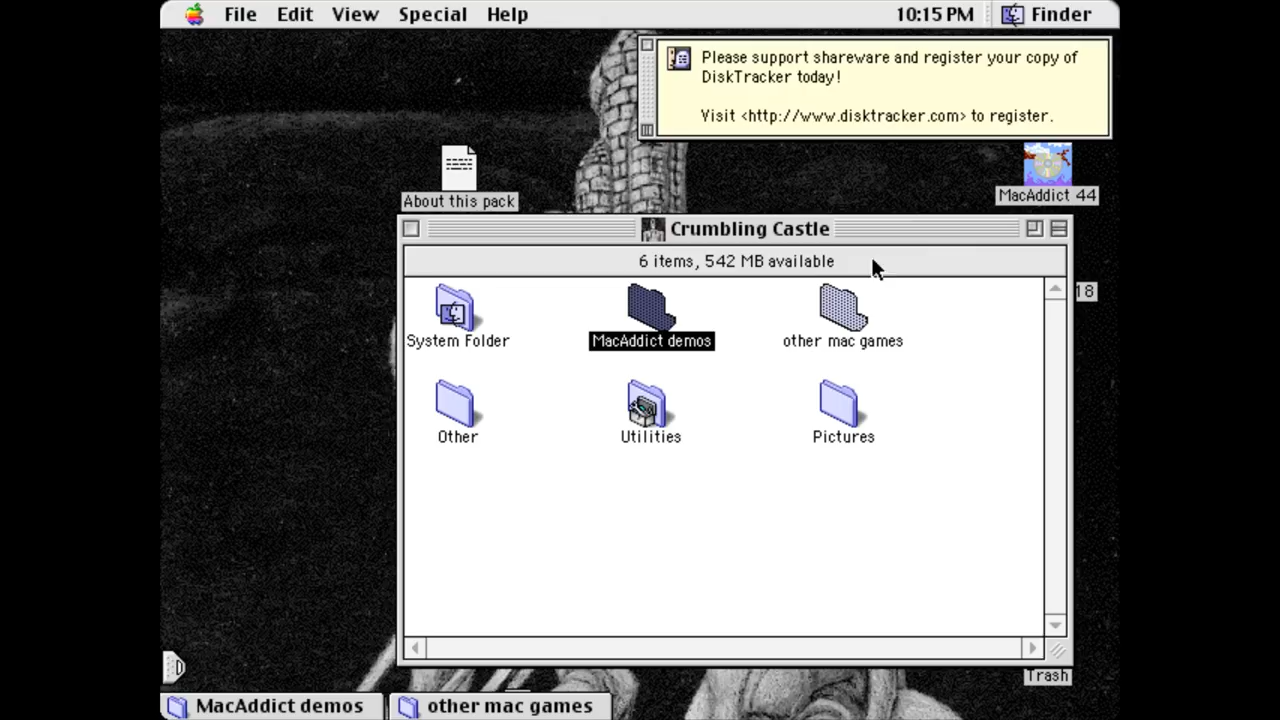 File Edit View Special Help 10:15 PM Finder
Please support shareware and register your copy of
DiskTracker today!
Visit <http://www.disktracker.com> to register.
About this pack
MacAddict 44
Crumbling Castle
6 items, 542 MB available
18
System Folder MacAddict demos other mac games
Other Utilities Pictures
Trash
MacAddict demos other mac games